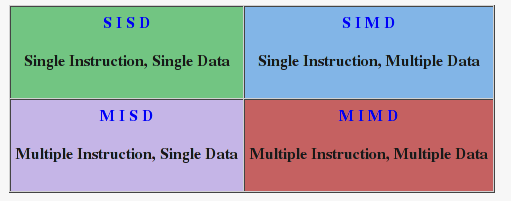 S I S D
Single Instruction, Single Data
S I M D
Single Instruction, Multiple Data
M I S D
Multiple Instruction, Single Data
M I M D
Multiple Instruction, Multiple Data